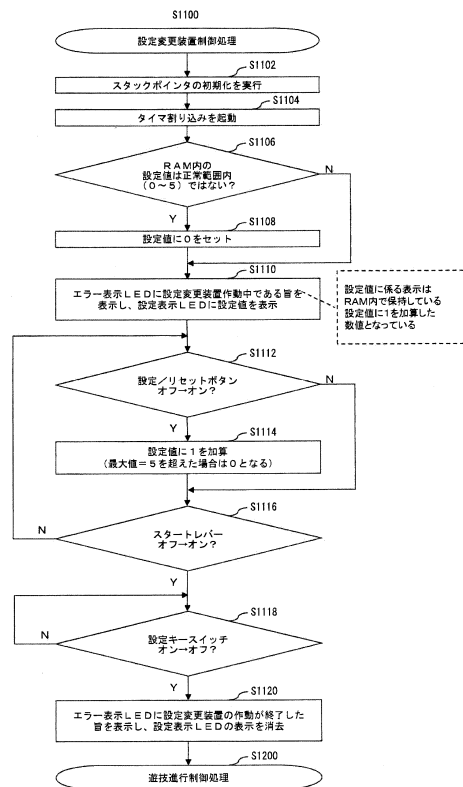 S1100
設定変更装置制御処理
S1102
スタックポインタの初期化を実行
S1104
タイマ割り込みを起動
S1106
RAM内の
設定値は正常範囲内
(0~5)ではない?
N
Y
S1108
設定値に0をセット
S1110
エラー表示LEDに設定変更装置作動中である旨を
表示し、設定表示LEDに設定値を表示
設定値に係る表示は
RAM内で保持している
設定値に1を加算した
数値となっている
S1112
設定/リセットボタン
オフ→オン?
N
Y
S1114
設定値に1を加算
(最大値=5を超えた場合は0となる)
S1116
スタートレバー
オフ→オン?
N
Y
S1118
設定キースイッチ
オン→オフ?
N
Y
S1120
エラー表示LEDに設定変更装置の作動が終了した
旨を表示し、設定表示LEDの表示を消去
S1200
遊技進行制御処理